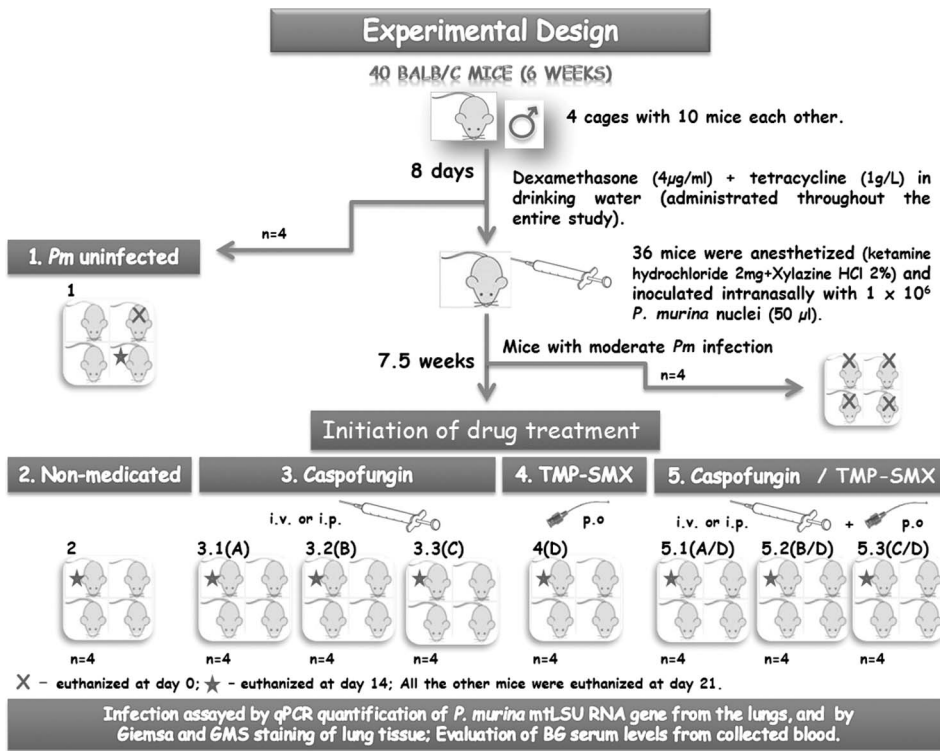 Experimental Design
40 BALB/C MICE (6 WEEKS)
4 cages with 10 mice each other.
8 days
Dexamethasone (4µg/ml) + tetracycline (1g/L) in
drinking water (administrated throughout the
entire study).
n=4
1. Pm uninfected
1
36 mice were anesthetized (ketamine
hydrochloride 2mg+Xylazine HCl 2%) and
inoculated intranasally with 1 x 10⁶
P. murina nuclei (50 µl).
7.5 weeks
Mice with moderate Pm infection
n=4
Initiation of drug treatment
2. Non-medicated
3. Caspofungin
4. TMP-SMX
5. Caspofungin / TMP-SMX
i.v. or i.p.
p.o
i.v. or i.p.
+
p.o
2
3.1(A)
3.2(B)
3.3(C)
4(D)
5.1(A/D)
5.2(B/D)
5.3(C/D)
n=4
n=4
n=4
n=4
n=4
n=4
n=4
n=4
X - euthanized at day 0; ★ - euthanized at day 14; All the other mice were euthanized at day 21.
Infection assayed by qPCR quantification of P. murina mtLSU RNA gene from the lungs, and by
Giemsa and GMS staining of lung tissue; Evaluation of BG serum levels from collected blood.